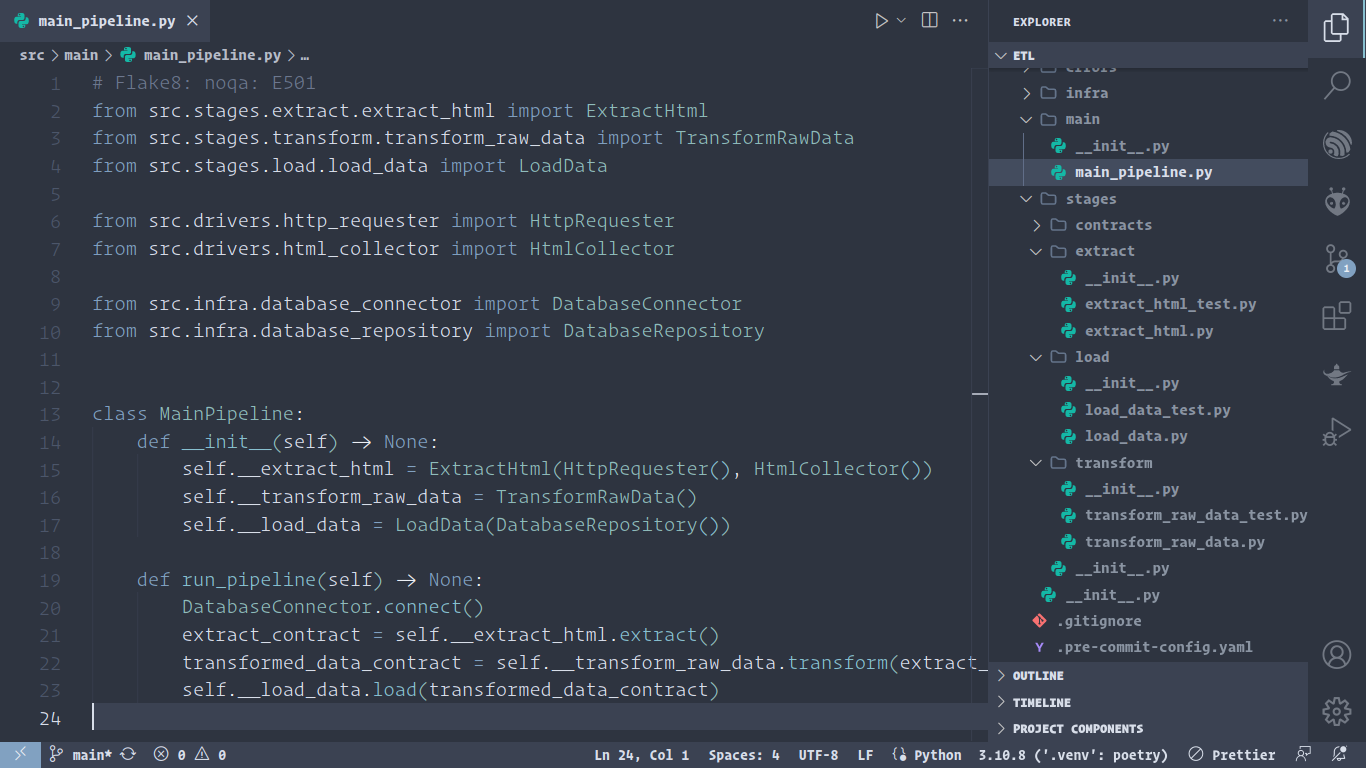 main_pipeline.py
src > main > main_pipeline.py > …
1 # Flake8: noqa: E501
2 from src.stages.extract.extract_html import ExtractHtml
3 from src.stages.transform.transform_raw_data import TransformRawData
4 from src.stages.load.load_data import LoadData
5
6 from src.drivers.http_requester import HttpRequester
7 from src.drivers.html_collector import HtmlCollector
8
9 from src.infra.database_connector import DatabaseConnector
10 from src.infra.database_repository import DatabaseRepository
11
12
13 class MainPipeline:
14     def __init__(self) -> None:
15         self.__extract_html = ExtractHtml(HttpRequester(), HtmlCollector())
16         self.__transform_raw_data = TransformRawData()
17         self.__load_data = LoadData(DatabaseRepository())
18
19     def run_pipeline(self) -> None:
20         DatabaseConnector.connect()
21         extract_contract = self.__extract_html.extract()
22         transformed_data_contract = self.__transform_raw_data.transform(extract_
23         self.__load_data.load(transformed_data_contract)
24
EXPLORER
ETL
errors
infra
main
__init__.py
main_pipeline.py
stages
contracts
extract
__init__.py
extract_html_test.py
extract_html.py
load
__init__.py
load_data_test.py
load_data.py
transform
__init__.py
transform_raw_data_test.py
transform_raw_data.py
__init__.py
__init__.py
.gitignore
.pre-commit-config.yaml
OUTLINE
TIMELINE
PROJECT COMPONENTS
1
main* 0 0 Ln 24, Col 1 Spaces: 4 UTF-8 LF Python 3.10.8 ('.venv': poetry) Prettier